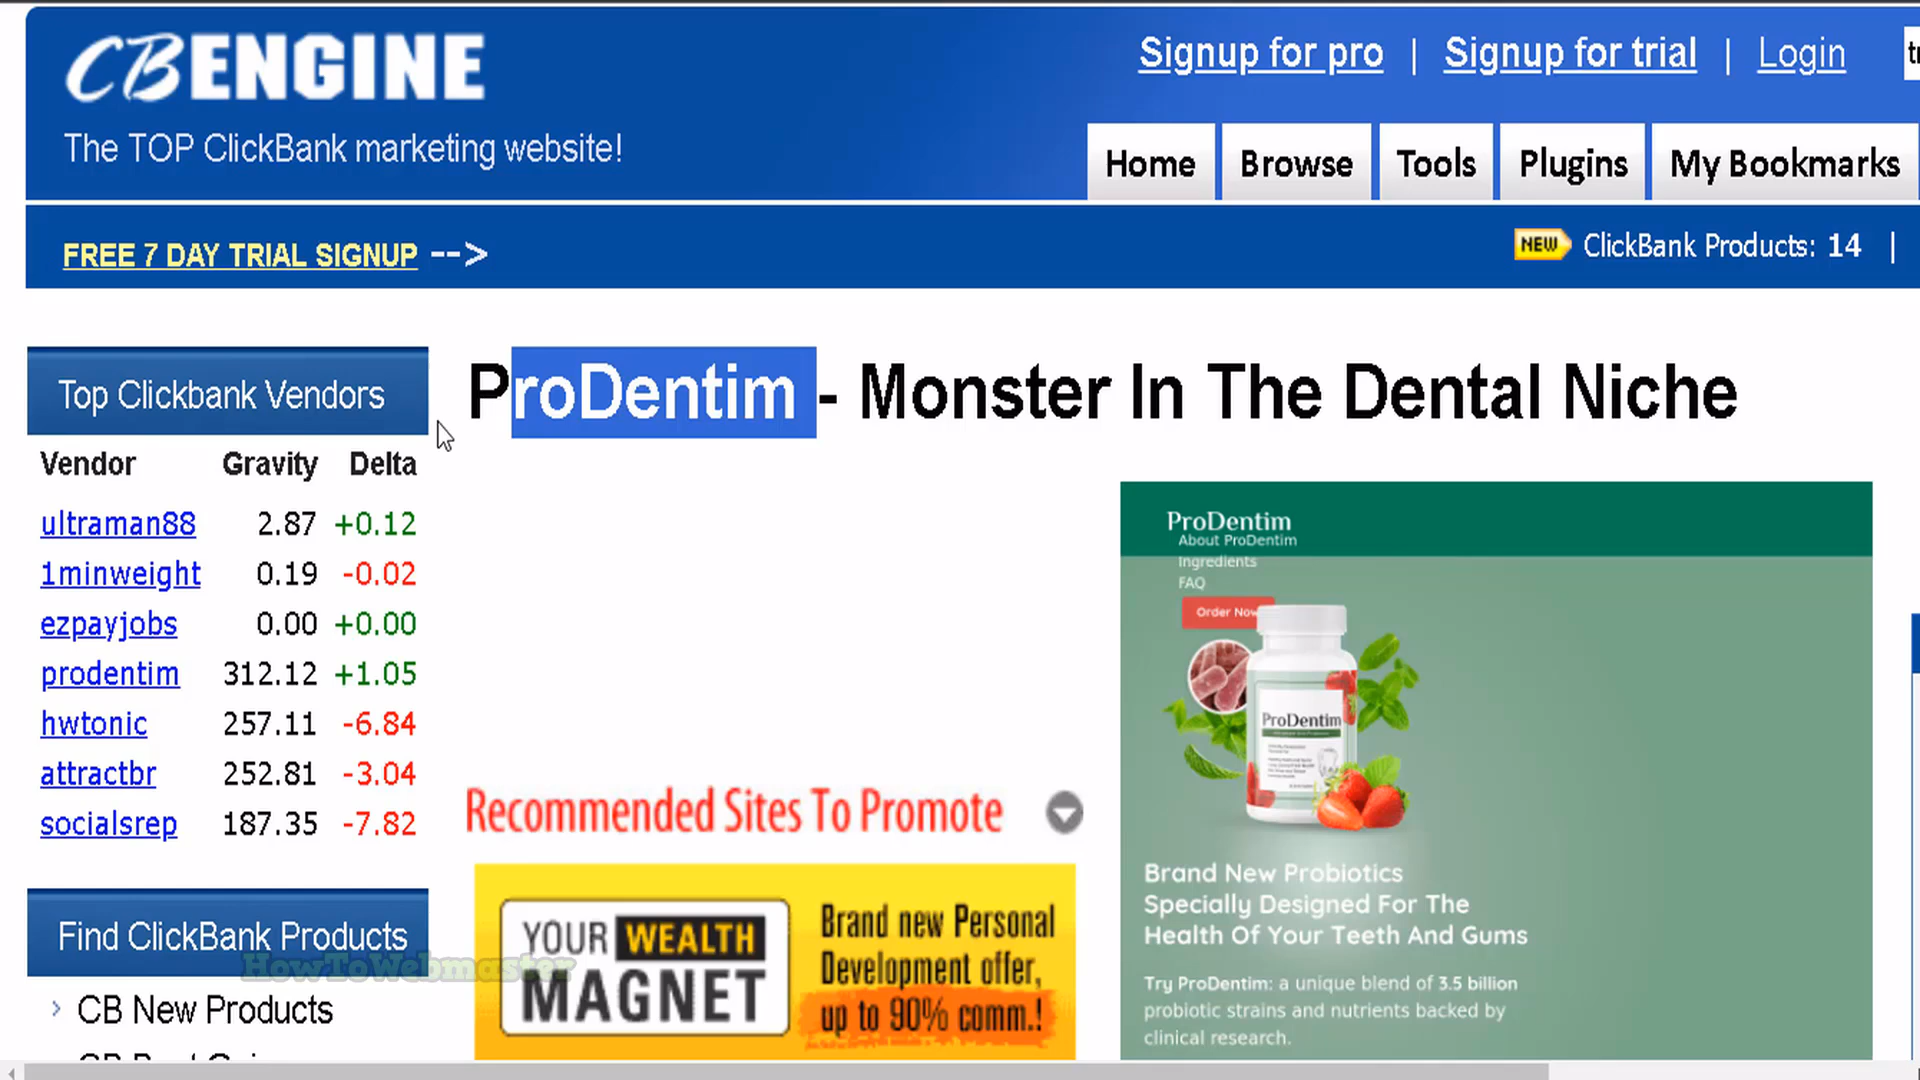 CBENGINE
The TOP ClickBank marketing website!
Signup for pro | Signup for trial | Login
Home Browse Tools Plugins My Bookmarks
FREE 7 DAY TRIAL SIGNUP -->
NEW ClickBank Products: 14 |
Top Clickbank Vendors
Vendor Gravity Delta
ultraman88 2.87 +0.12
1minweight 0.19 -0.02
ezpayjobs 0.00 +0.00
prodentim 312.12 +1.05
hwtonic 257.11 -6.84
attractbr 252.81 -3.04
socialsrep 187.35 -7.82
Find ClickBank Products
HowToWebmaster
CB New Products
ProDentim - Monster In The Dental Niche
Recommended Sites To Promote
YOUR WEALTH
MAGNET
Brand new Personal
Development offer,
up to 90% comm.!
ProDentim
About ProDentim
Ingredients
FAQ
Order Now
ProDentim
Brand New Probiotics
Specially Designed For The
Health Of Your Teeth And Gums
Try ProDentim: a unique blend of 3.5 billion
probiotic strains and nutrients backed by
clinical research.